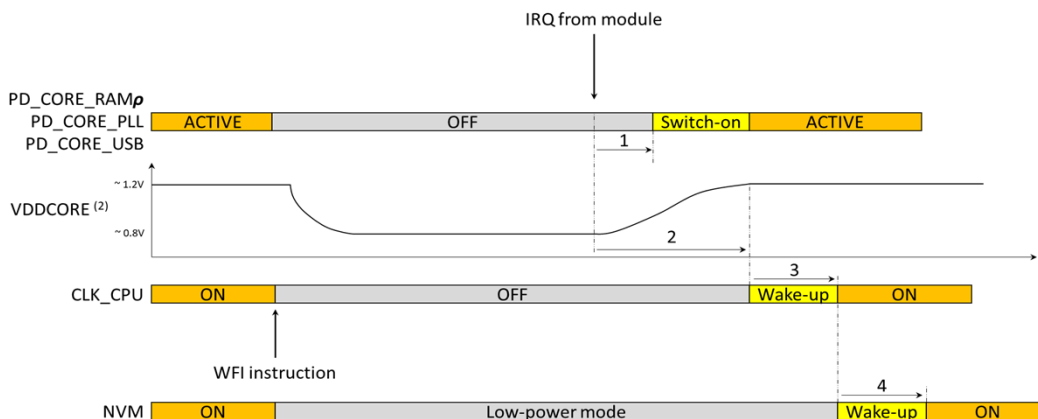 IRQ from module
PD_CORE_RAMρ
PD_CORE_PLL
PD_CORE_USB
ACTIVE
OFF
Switch-on
ACTIVE
1
~ 1.2V
VDDCORE (2)
~ 0.8V
2
3
CLK_CPU
ON
OFF
Wake-up
ON
WFI instruction
4
NVM
ON
Low-power mode
Wake-up
ON